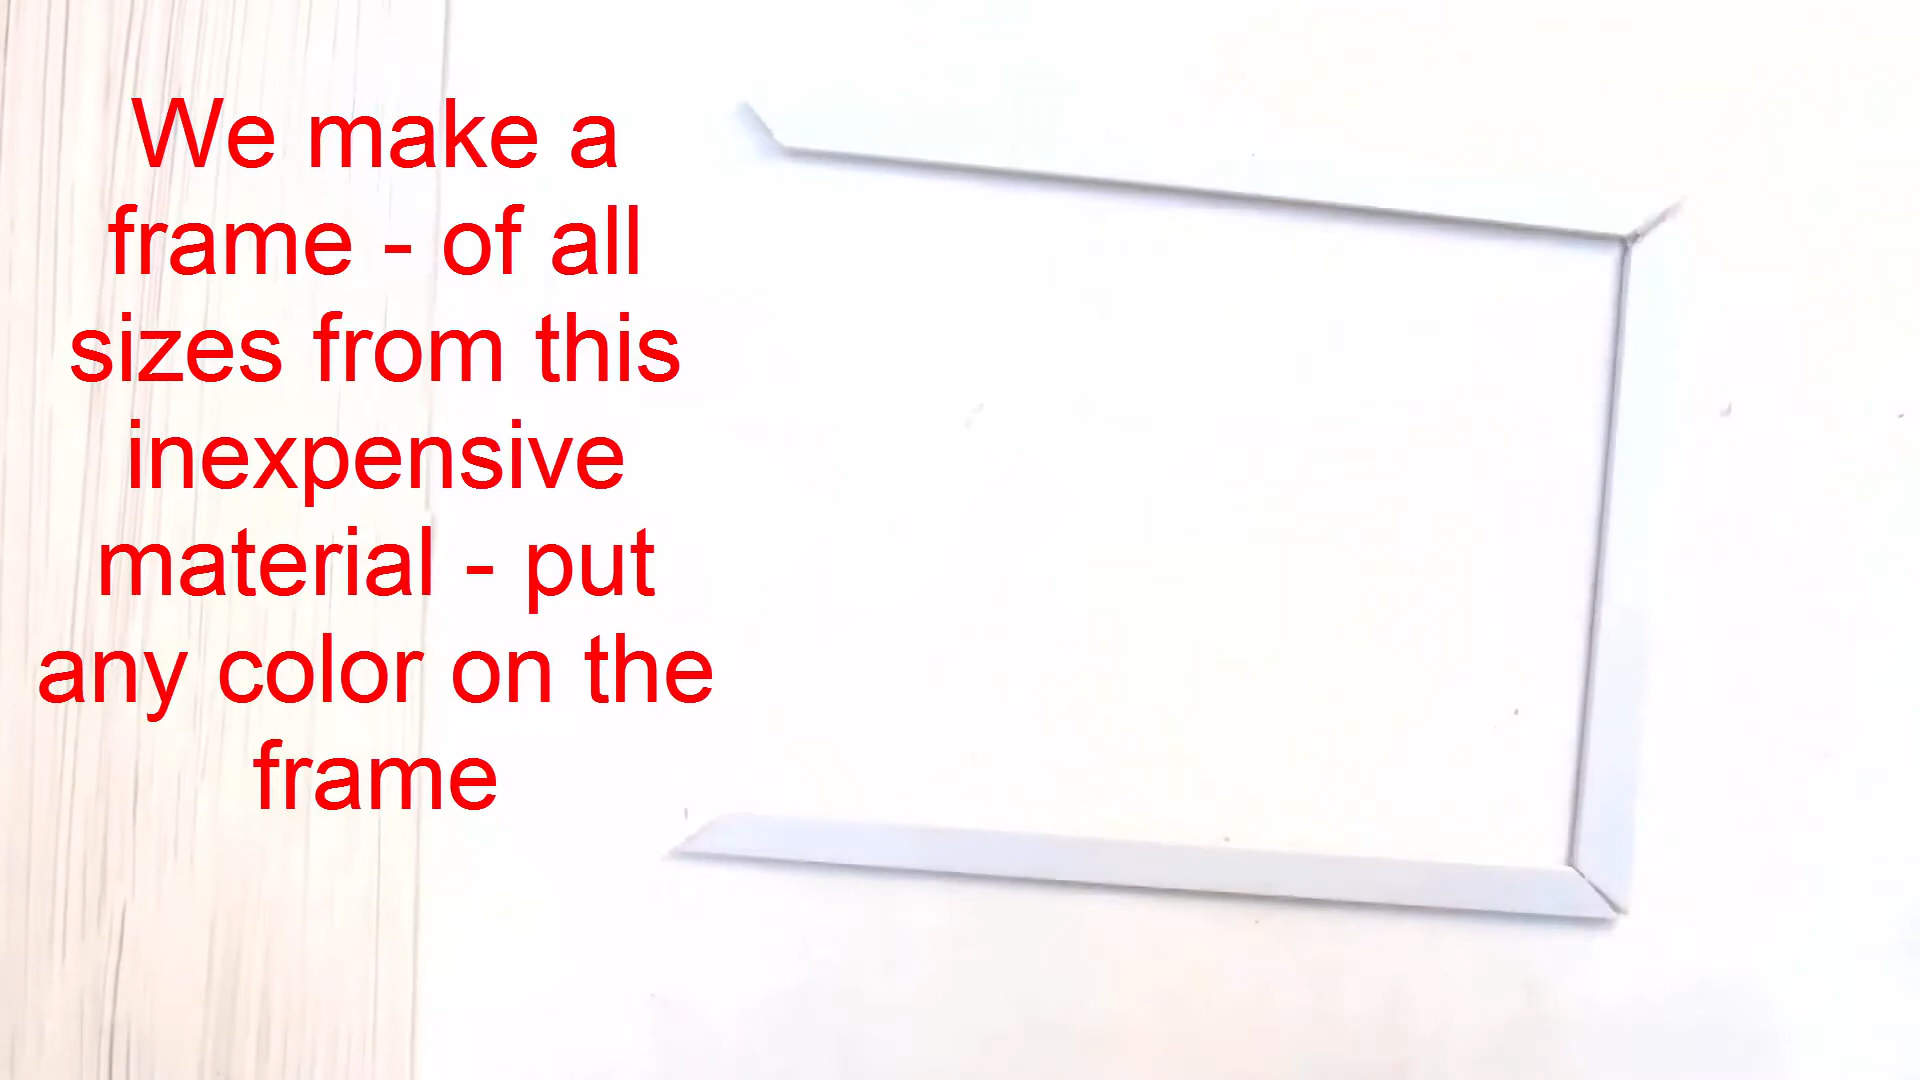 We make a
frame - of all
sizes from this
inexpensive
material - put
any color on the
frame